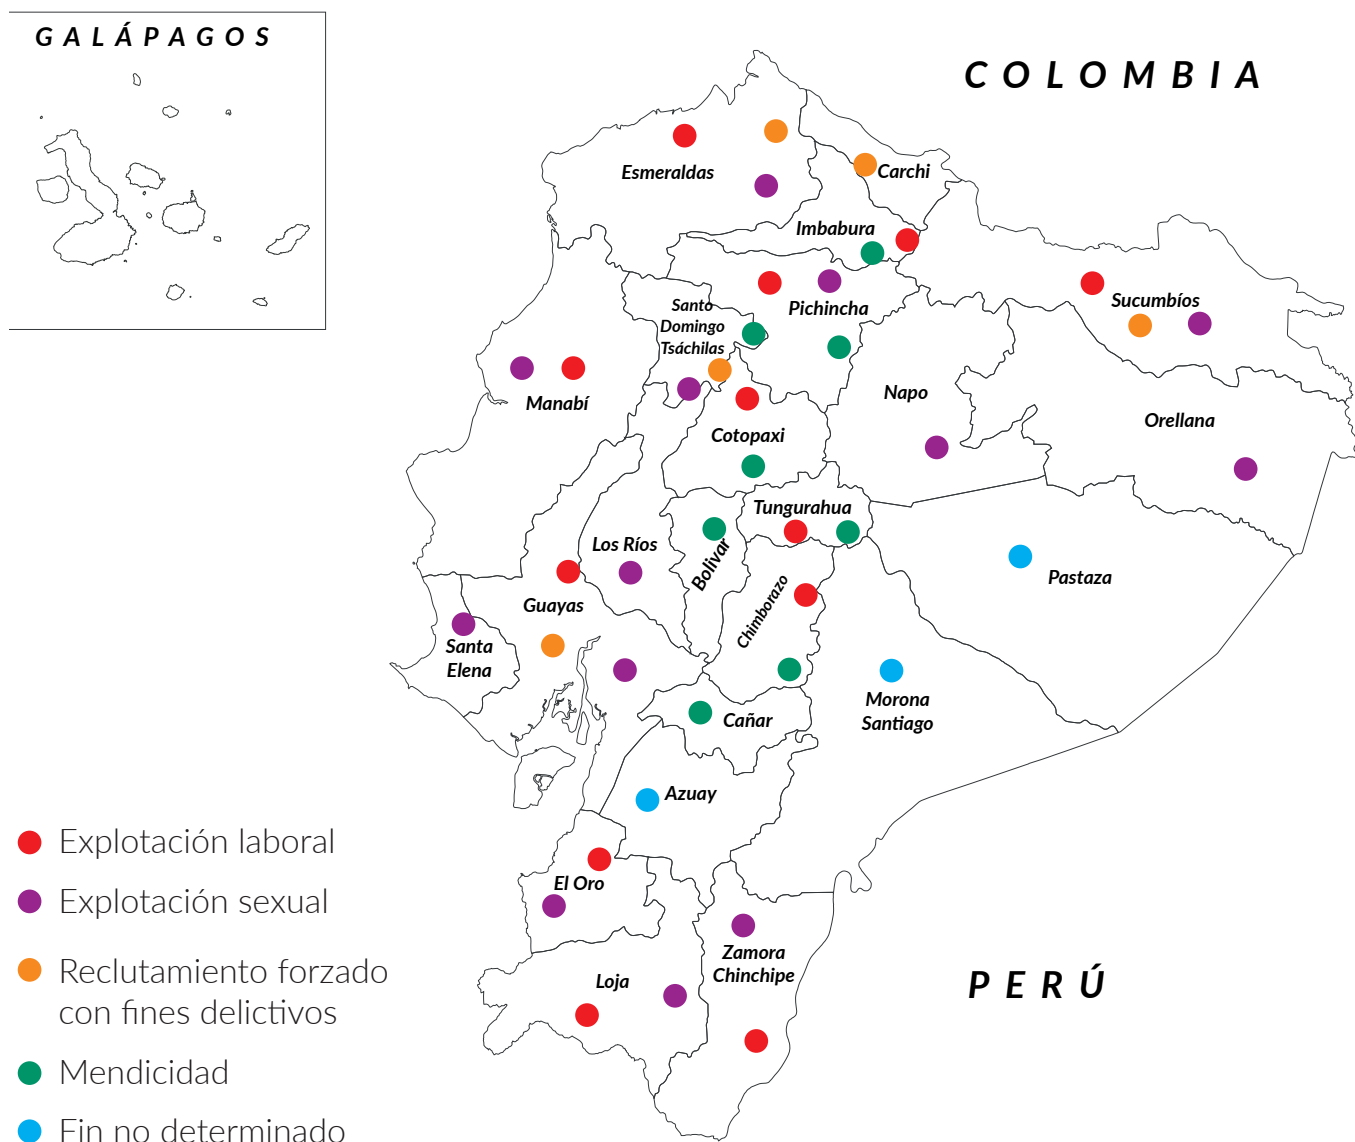 GALÁPAGOS
COLOMBIA
Esmeraldas
Carchi
Imbabura
Sucumbíos
Santo
Domingo
Tsáchilas
Pichincha
Manabí
Napo
Orellana
Cotopaxi
Tungurahua
Los Ríos
Bolivar
Pastaza
Guayas
Chimborazo
Santa
Elena
Morona
Santiago
Cañar
Azuay
Explotación laboral
El Oro
Explotación sexual
Zamora
Chinchipe
Loja
PERÚ
Reclutamiento forzado
con fines delictivos
Mendicidad
Fin no determinado